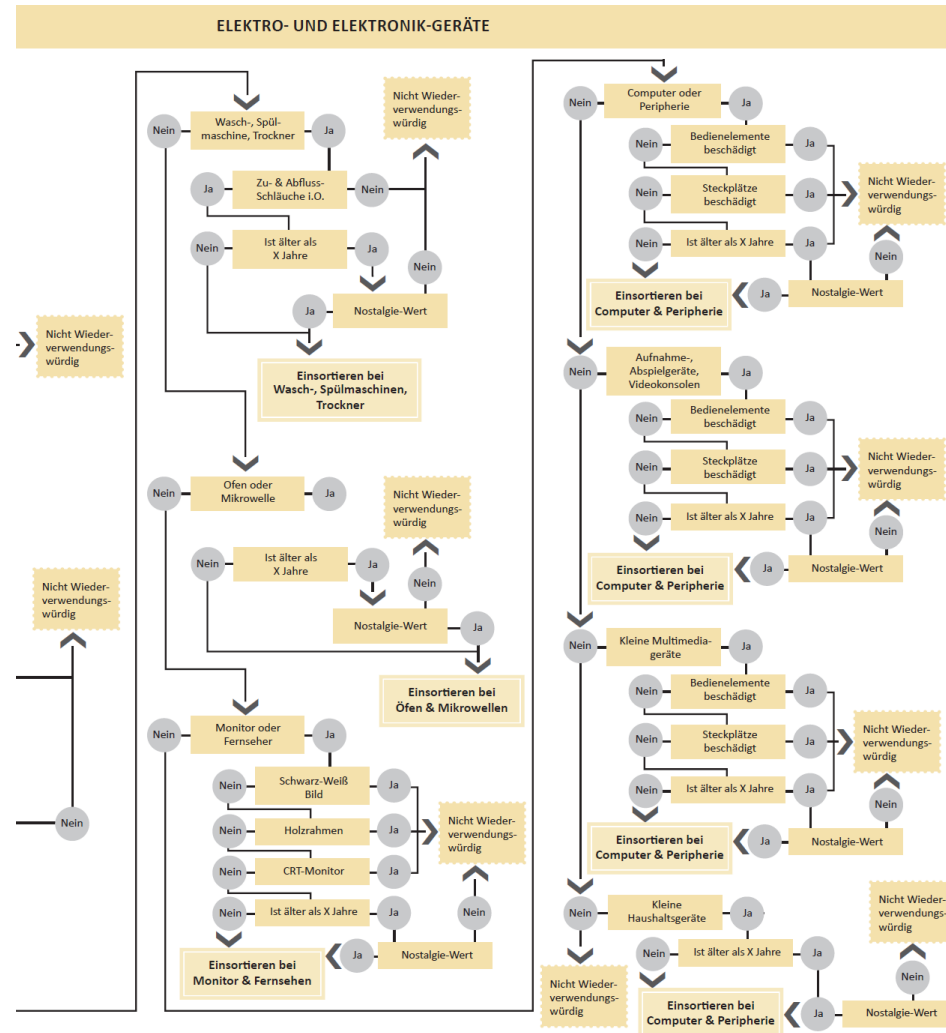 ELEKTRO- UND ELEKTRONIK-GERÄTE
Nicht Wieder-
verwendungs-
würdig
Nicht Wieder-
verwendungs-
würdig
Nein
Nicht Wieder-
verwendungs-
würdig
Nein
Wasch-, Spül-
maschine, Trockner
Ja
Ja
Zu- & Abfluss-
Schläuche i.O.
Nein
Nein
Ist älter als
X Jahre
Ja
Nein
Ja
Nostalgie-Wert
Einsortieren bei
Wasch-, Spülmaschinen,
Trockner
Nein
Ofen oder
Mikrowelle
Ja
Nicht Wieder-
verwendungs-
würdig
Nein
Ist älter als
X Jahre
Ja
Nein
Nostalgie-Wert
Ja
Einsortieren bei
Öfen & Mikrowellen
Nein
Monitor oder
Fernseher
Ja
Nein
Schwarz-Weiß
Bild
Ja
Nein
Holzrahmen
Ja
Nicht Wieder-
verwendungs-
würdig
Nein
CRT-Monitor
Ja
Nein
Ist älter als X Jahre
Ja
Nein
Ja
Nostalgie-Wert
Einsortieren bei
Monitor & Fernsehen
Nein
Computer oder
Peripherie
Ja
Nein
Bedienelemente
beschädigt
Ja
Nein
Steckplätze
beschädigt
Ja
Nicht Wieder-
verwendungs-
würdig
Nein
Ist älter als X Jahre
Ja
Nein
Einsortieren bei
Computer & Peripherie
Ja
Nostalgie-Wert
Nein
Aufnahme-,
Abspielgeräte,
Videokonsolen
Ja
Nein
Bedienelemente
beschädigt
Ja
Nein
Steckplätze
beschädigt
Ja
Nicht Wieder-
verwendungs-
würdig
Nein
Ist älter als X Jahre
Ja
Nein
Einsortieren bei
Computer & Peripherie
Ja
Nostalgie-Wert
Nein
Kleine Multimedia-
geräte
Ja
Nein
Bedienelemente
beschädigt
Ja
Nein
Steckplätze
beschädigt
Ja
Nicht Wieder-
verwendungs-
würdig
Nein
Ist älter als X Jahre
Ja
Nein
Einsortieren bei
Computer & Peripherie
Ja
Nostalgie-Wert
Nein
Kleine
Haushaltsgeräte
Ja
Nicht Wieder-
verwendungs-
würdig
Nein
Ist älter als X Jahre
Ja
Nein
Nicht Wieder-
verwendungs-
würdig
Einsortieren bei
Computer & Peripherie
Ja
Nostalgie-Wert